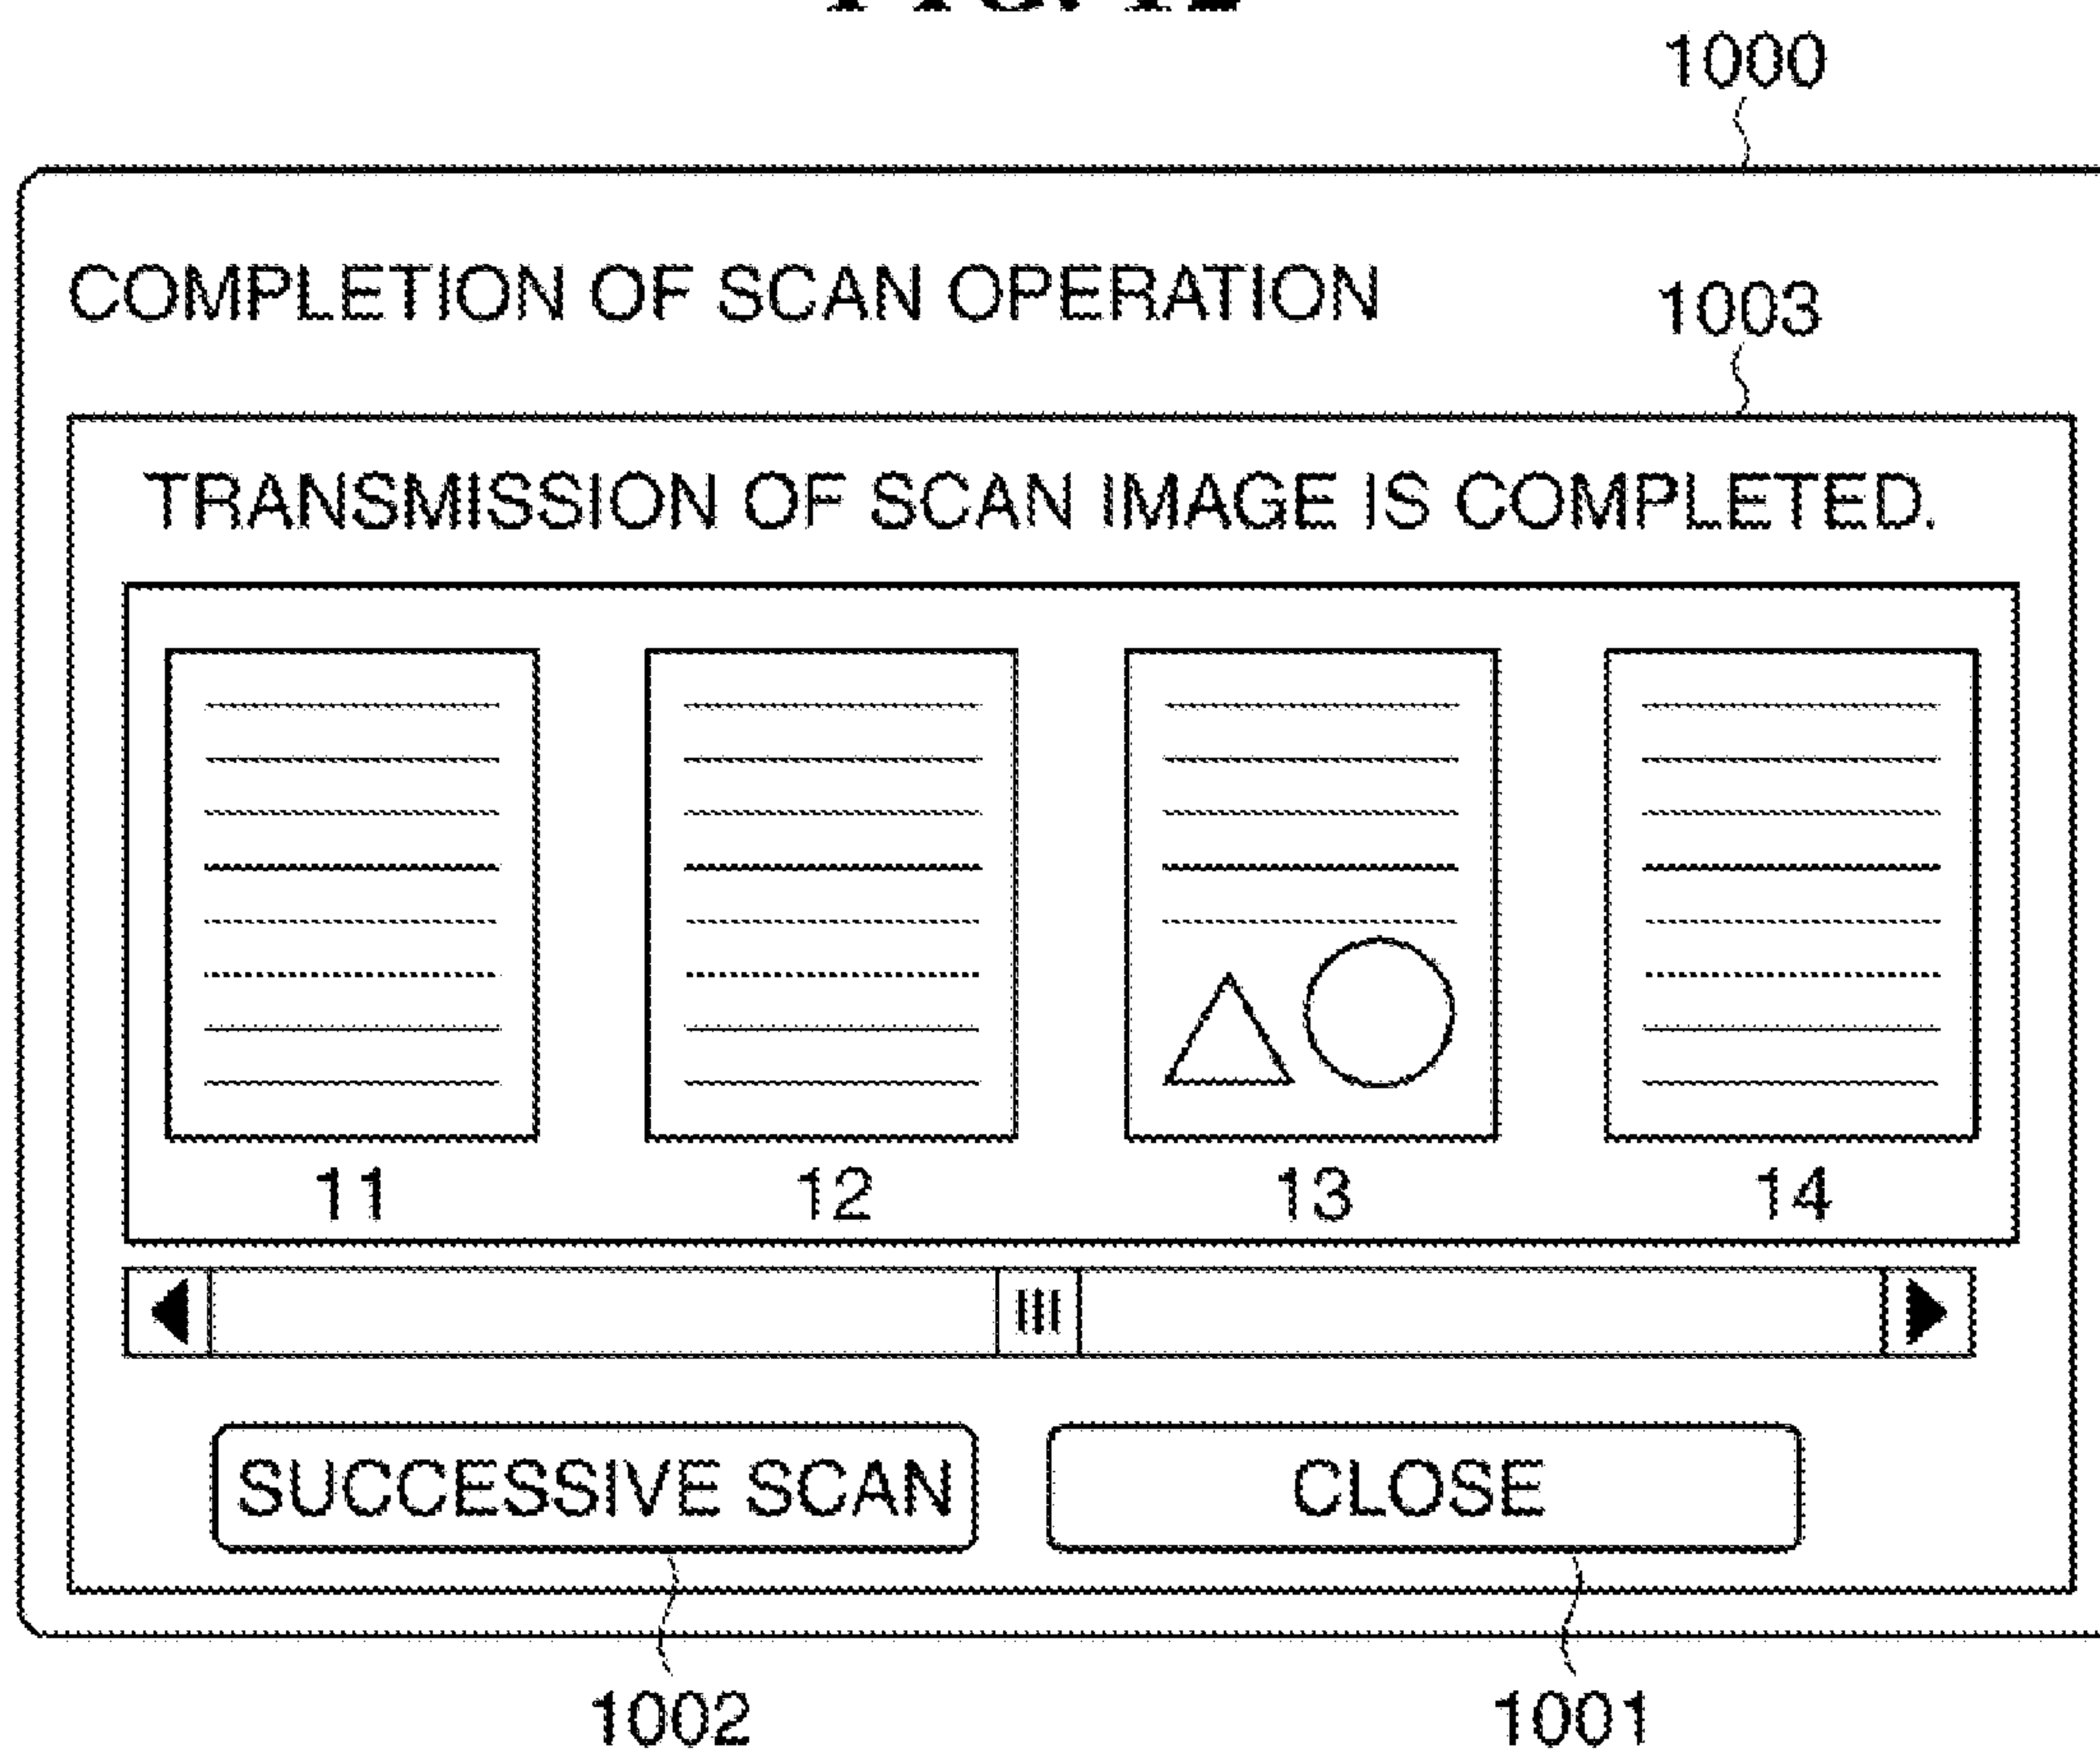 1000
COMPLETION OF SCAN OPERATION
1003
TRANSMISSION OF SCAN IMAGE IS COMPLETED.
11 12 13 14
SUCCESSIVE SCAN CLOSE
1002 1001